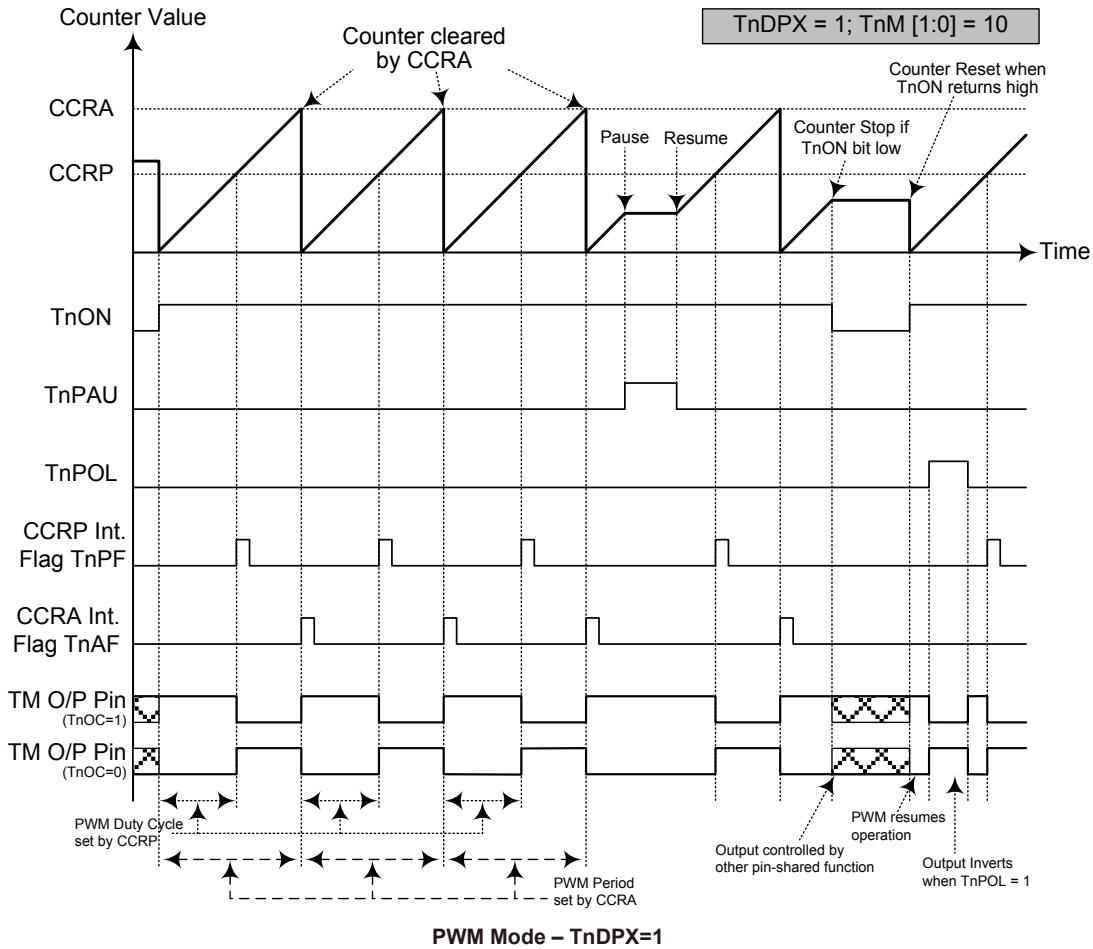 Counter Value
TnDPX = 1; TnM [1:0] = 10
Counter cleared
by CCRA
Counter Reset when
TnON returns high
CCRA
Pause
Resume
Counter Stop if
TnON bit low
CCRP
Time
TnON
TnPAU
TnPOL
CCRP Int.
Flag TnPF
CCRA Int.
Flag TnAF
TM O/P Pin
(TnOC=1)
TM O/P Pin
(TnOC=0)
PWM Duty Cycle
set by CCRP
PWM resumes
operation
Output controlled by
other pin-shared function
Output Inverts
when TnPOL = 1
PWM Period
set by CCRA
PWM Mode – TnDPX=1